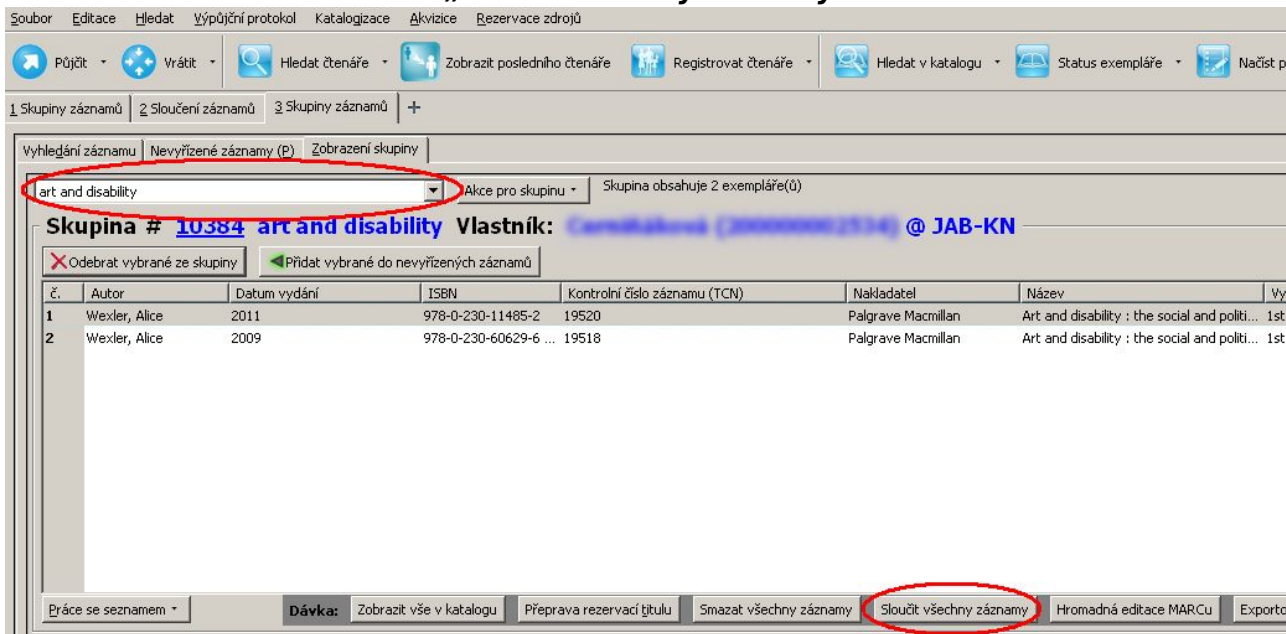 Soubor Editace Hledat Výpůjční protokol Katalogizace Akvizice Rezervace zdrojů
Půjčit Vrátit Hledat čtenáře Zobrazit posledního čtenáře Registrovat čtenáře Hledat v katalogu Status exempláře Načíst
1 Skupiny záznamů 2 Sloučení záznamů 3 Skupiny záznamů +
Vyhledání záznamu Nevyřízené záznamy (P) Zobrazení skupiny
art and disability Akce pro skupinu Skupina obsahuje 2 exempláře(ů)
Skupina # 10384 art and disability Vlastník: @ JAB-KN
Odebrat vybrané ze skupiny Přidat vybrané do nevyřízených záznamů
č. Autor Datum vydání ISBN Kontrolní číslo záznamu (TCN) Nakladatel Název Vy
1 Wexler, Alice 2011 978-0-230-11485-2 19520 Palgrave Macmillan Art and disability : the social and politi... 1st
2 Wexler, Alice 2009 978-0-230-60629-6 ... 19518 Palgrave Macmillan Art and disability : the social and politi... 1st
Práce se seznamem Dávka: Zobrazit vše v katalogu Přeprava rezervací titulu Smazat všechny záznamy Sloučit všechny záznamy Hromadná editace MARCu Exporto